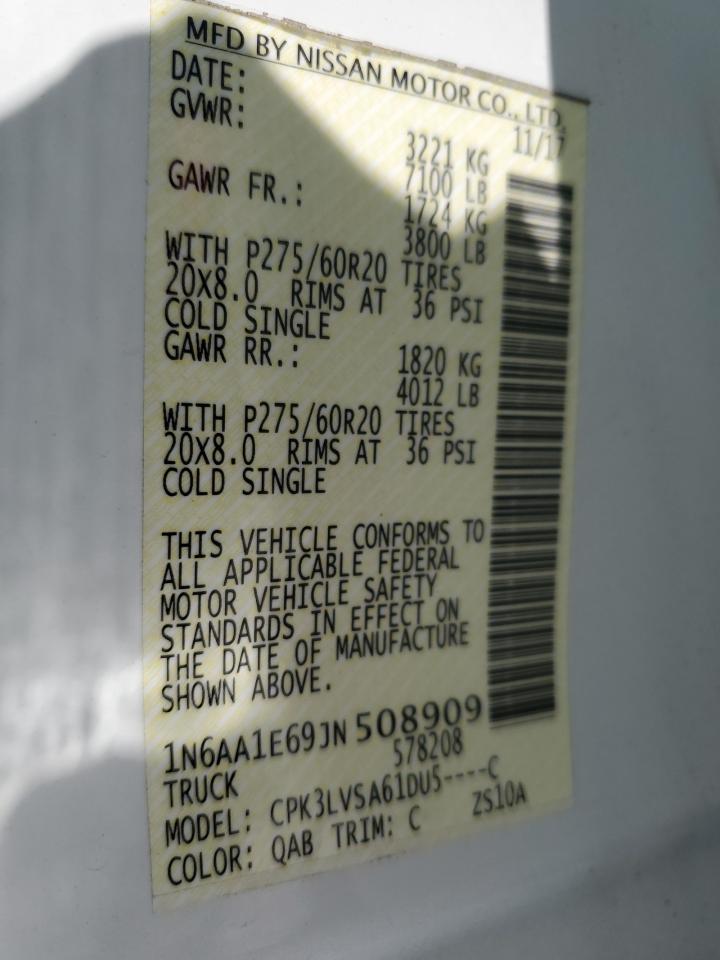 MFD BY NISSAN MOTOR CO., LTD.
DATE: 11/17
GVWR: 3221 KG
7100 LB
GAWR FR.: 1724 KG
3800 LB
WITH P275/60R20 TIRES
20X8.0 RIMS AT 36 PSI
COLD SINGLE
GAWR RR.: 1820 KG
4012 LB
WITH P275/60R20 TIRES
20X8.0 RIMS AT 36 PSI
COLD SINGLE
THIS VEHICLE CONFORMS TO
ALL APPLICABLE FEDERAL
MOTOR VEHICLE SAFETY
STANDARDS IN EFFECT ON
THE DATE OF MANUFACTURE
SHOWN ABOVE.
1N6AA1E69JN508909
TRUCK 578208
MODEL: CPK3LVSA61DU5----C
COLOR: QAB TRIM: C ZS10A